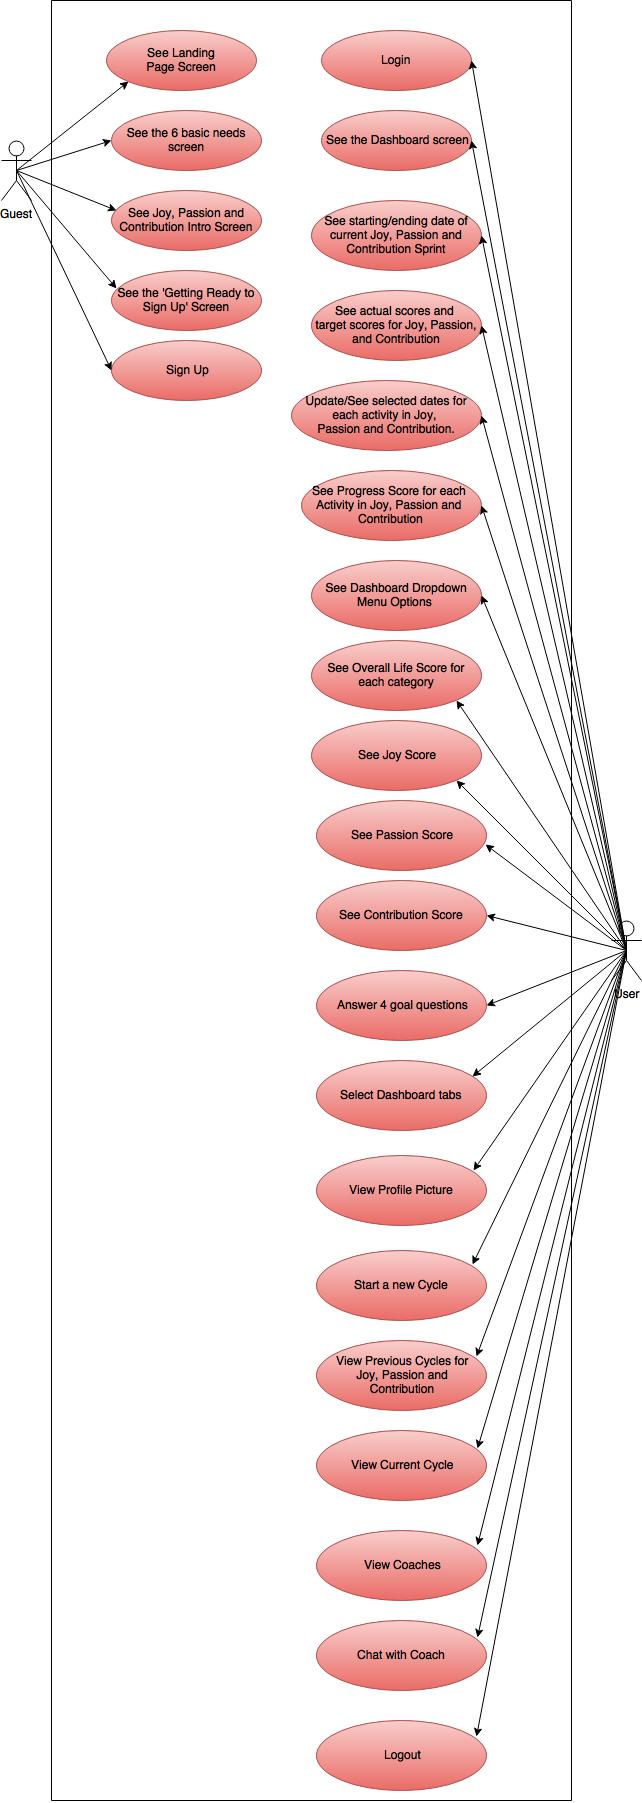 See Landing
Page Screen
See the 6 basic needs
screen
See Joy, Passion and
Contribution Intro Screen
See the 'Getting Ready to
Sign Up' Screen
Sign Up
Guest
Login
See the Dashboard screen
See starting/ending date of
current Joy, Passion and
Contribution Sprint
See actual scores and
target scores for Joy, Passion,
and Contribution
Update/See selected dates for
each activity in Joy,
Passion and Contribution.
See Progress Score for each
Activity in Joy, Passion and
Contribution
See Dashboard Dropdown
Menu Options
See Overall Life Score for
each category
See Joy Score
See Passion Score
See Contribution Score
Answer 4 goal questions
Select Dashboard tabs
View Profile Picture
Start a new Cycle
View Previous Cycles for
Joy, Passion and
Contribution
View Current Cycle
View Coaches
Chat with Coach
Logout
User